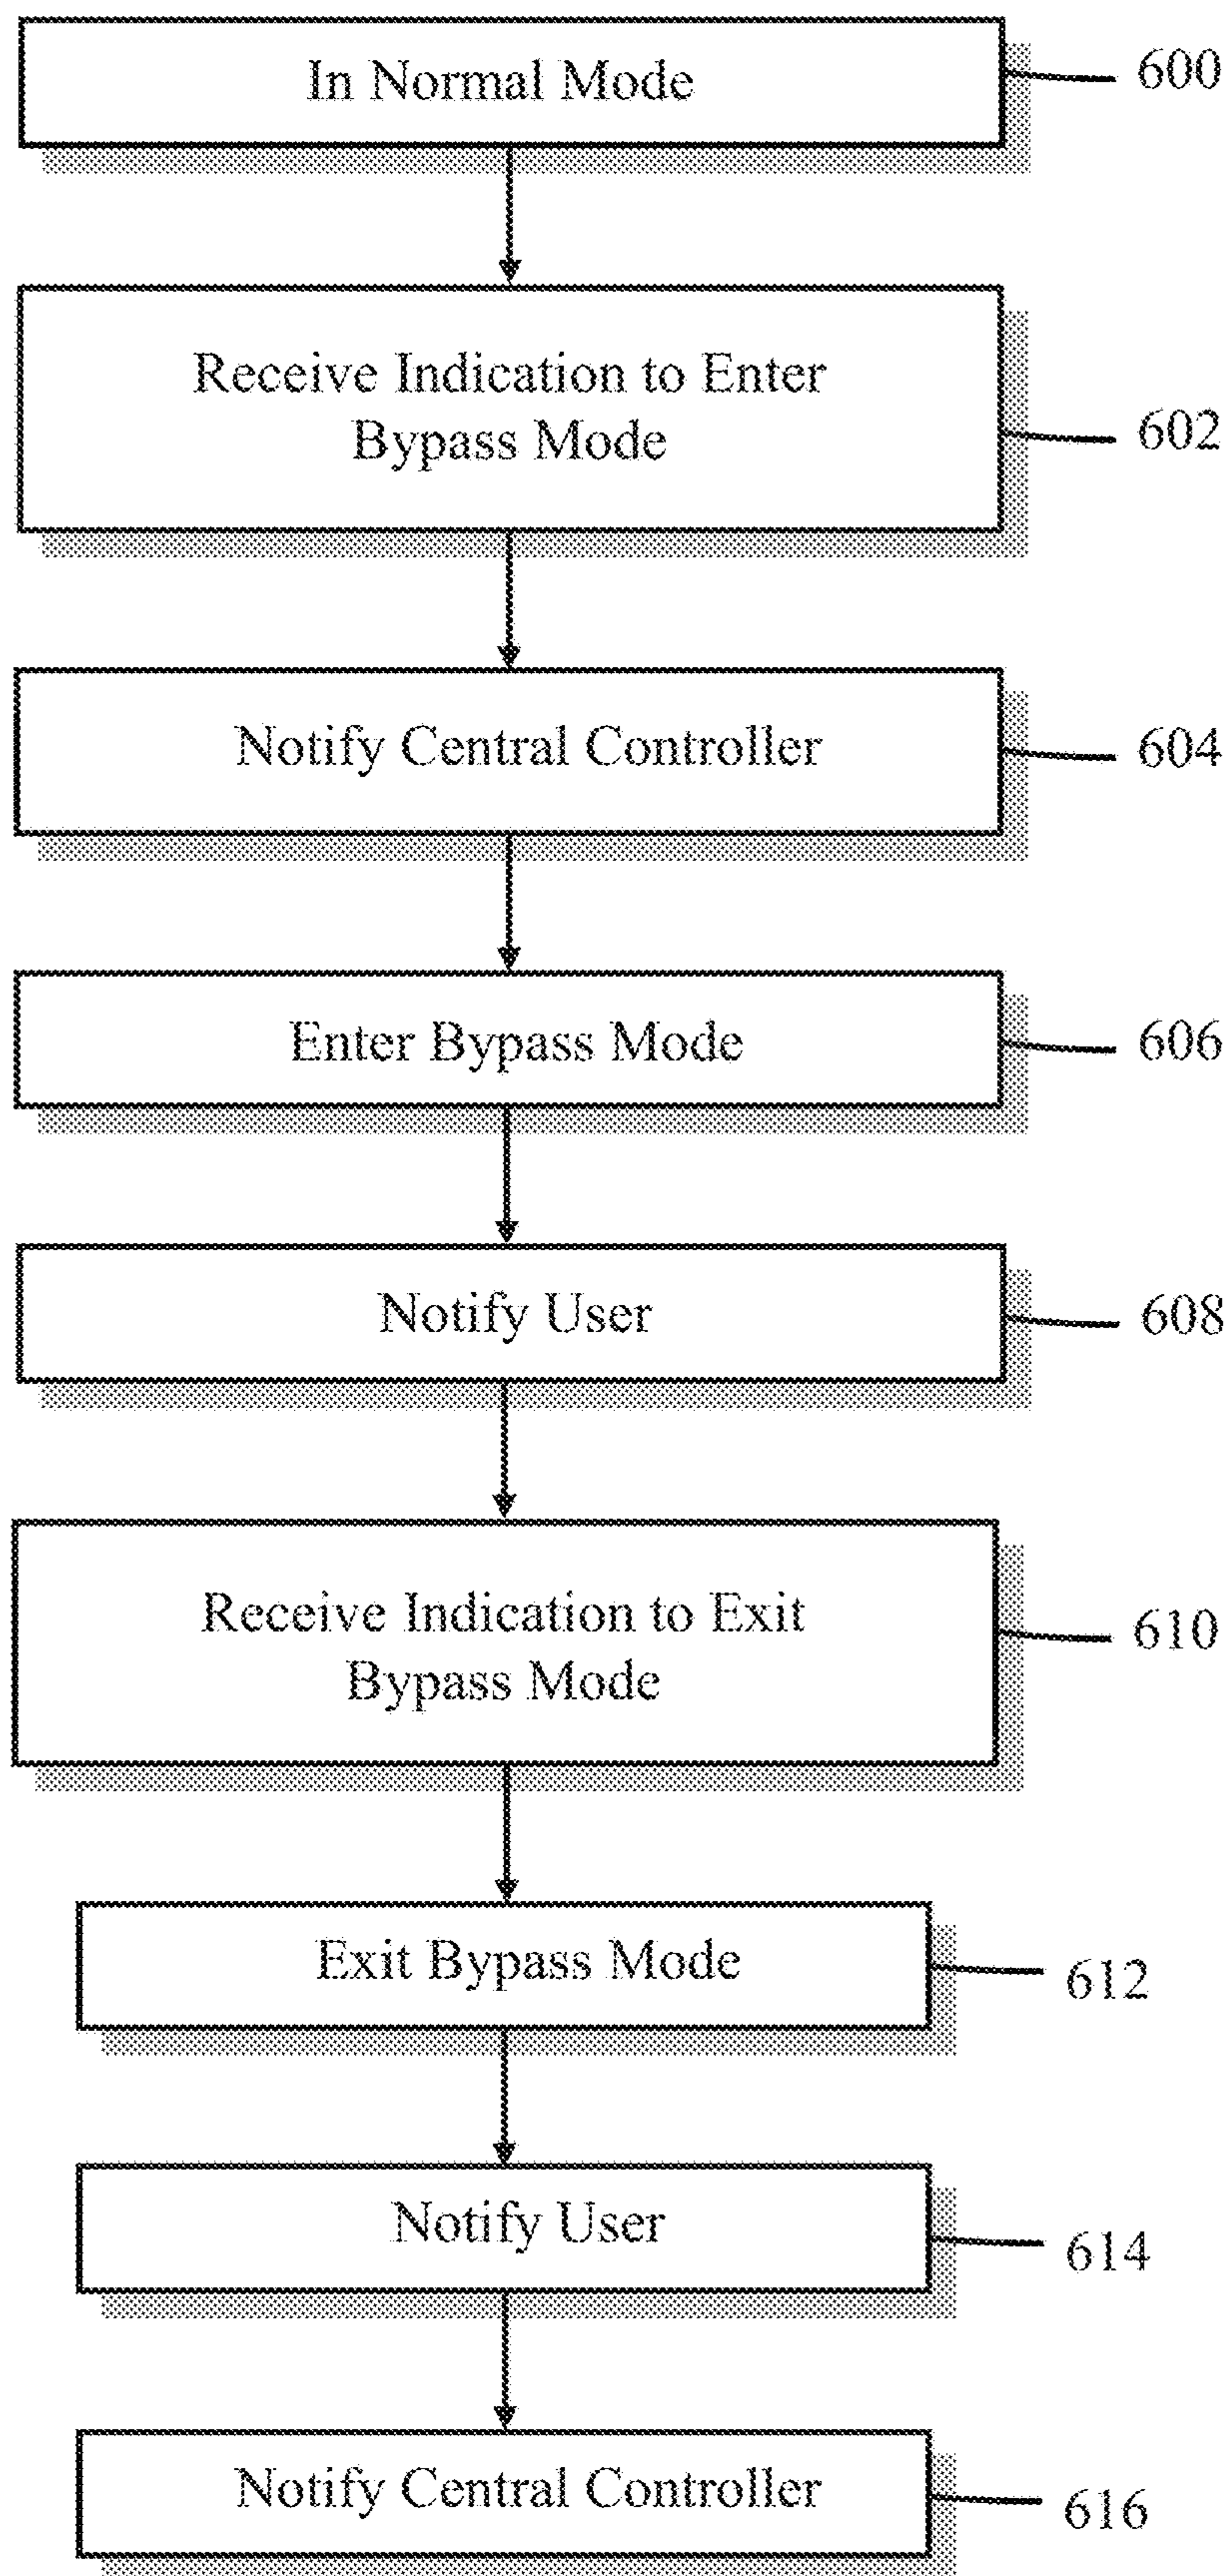 In Normal Mode
600
Receive Indication to Enter
Bypass Mode
602
Notify Central Controller
604
Enter Bypass Mode
606
Notify User
608
Receive Indication to Exit
Bypass Mode
610
Exit Bypass Mode
612
Notify User
614
Notify Central Controller
616